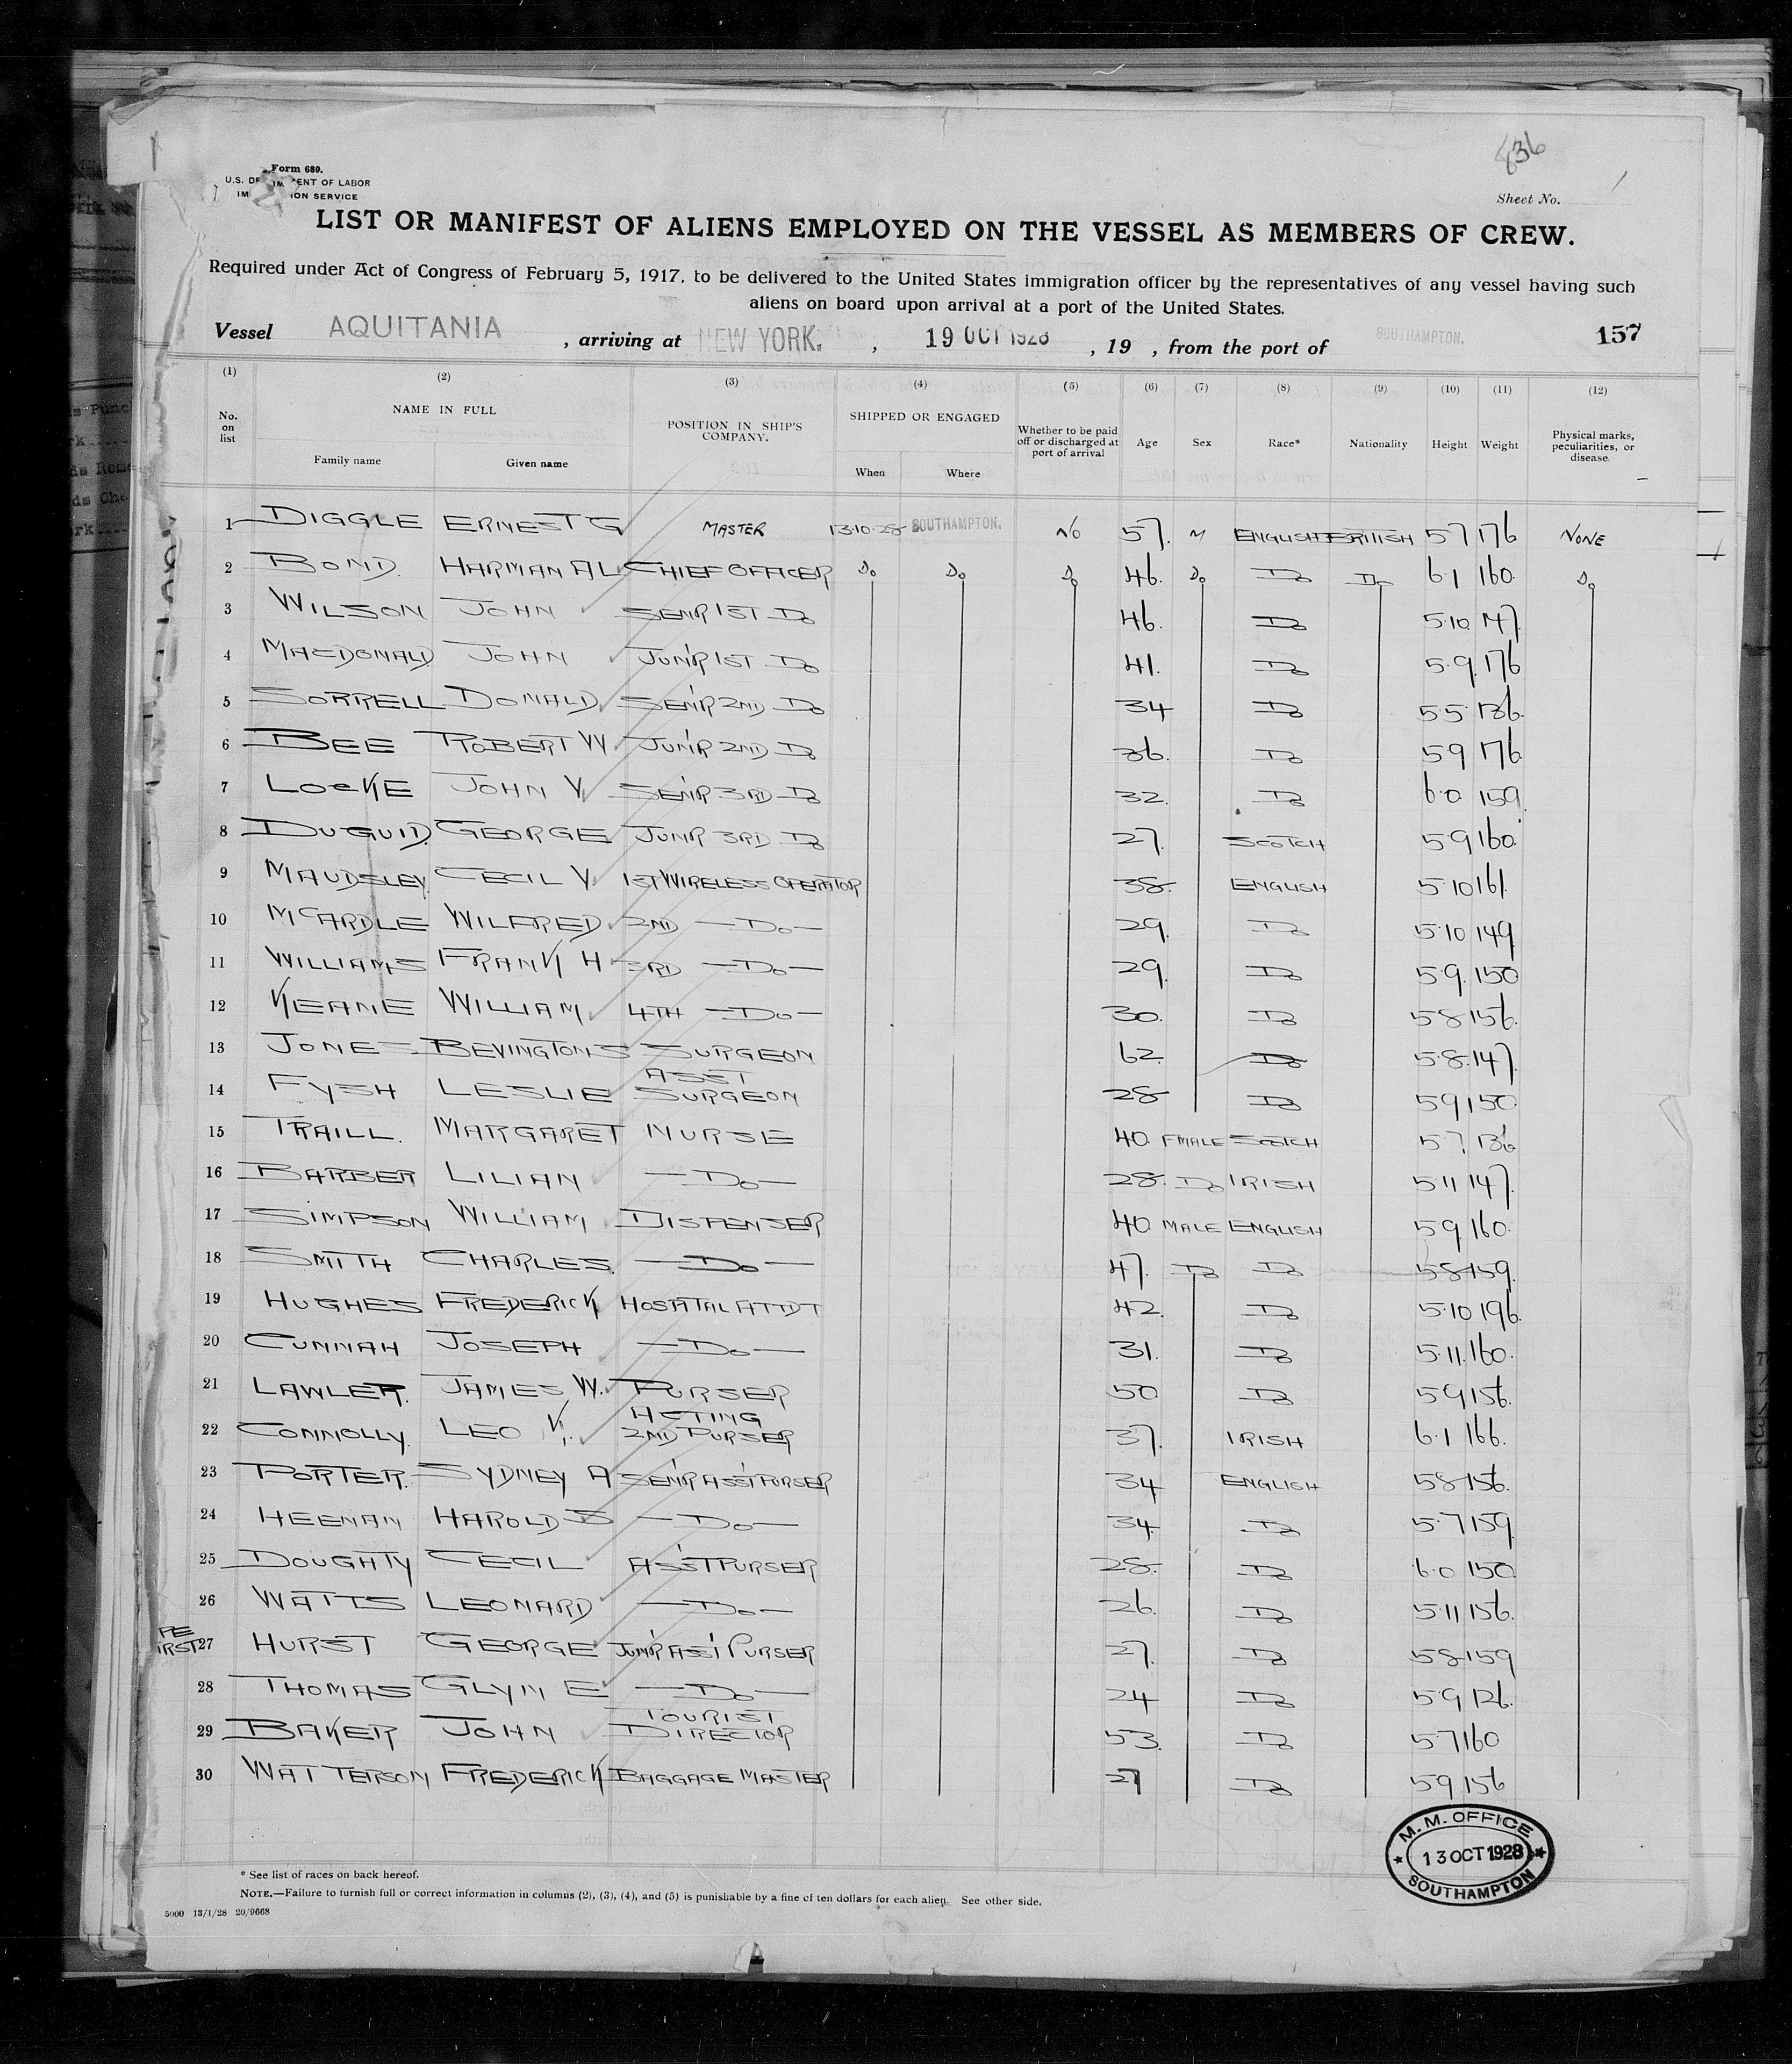 836
Form 680.
U.S. DE ENT OF LABOR
IM ION SERVICE
Sheet No. 1
LIST OR MANIFEST OF ALIENS EMPLOYED ON THE VESSEL AS MEMBERS OF CREW.
Required under Act of Congress of February 5, 1917, to be delivered to the United States immigration officer by the representatives of any vessel having such
aliens on board upon arrival at a port of the United States.
Vessel AQUITANIA , arriving at NEW YORK. , 19 OCT 1928 , 19 , from the port of SOUTHAMPTON. 157
(1) (2) (3) (4) (5) (6) (7) (8) (9) (10) (11) (12)
No. on list NAME IN FULL Family name Given name POSITION IN SHIP'S COMPANY. SHIPPED OR ENGAGED When Where Whether to be paid off or discharged at port of arrival Age Sex Race* Nationality Height Weight Physical marks, peculiarities, or disease
1 DIGGLE ERNEST G MASTER 13·10·28 SOUTHAMPTON. NO 57. M ENGLISH BRITISH 5 7 176 NONE
2 BOND. HARMAN A L CHIEF OFFICER Do Do Do 46. Do Do Do 6·1 160. Do
3 WILSON JOHN SEN'R 1ST Do 46. Do 5·10 147.
4 MACDONALD JOHN JUN'R 1ST Do 41. Do 5·9. 176
5 SORRELL DONALD SEN'R 2ND Do 34 Do 5·5· 136.
6 BEE ROBERT W JUN'R 2ND Do 36. Do 5 9 176.
7 LOCKE JOHN V. SEN'R 3RD Do 32. Do 6·0 159.
8 DUGUID. GEORGE JUN'R 3RD Do 27. SCOTCH 5 9 160.
9 MAUDSLEY. CECIL V. 1ST WIRELESS OPERATOR 38. ENGLISH 5·10 161.
10 McARDLE WILFRED 2ND —Do— 29. Do 5·10 149
11 WILLIAMS FRANK H 3RD —Do— 29. Do 5·9. 150
12 KEANE WILLIAM 4TH —Do— 30. Do 5 8 156.
13 JONES BEVINGTON S SURGEON 62. Do 5·8. 147.
14 FYSH LESLIE ASST SURGEON 28 Do 5 9 150
15 TRAILL. MARGARET NURSE 40 FMALE SCOTCH 5 7. 136
16 BARBER LILIAN —Do— 28. Do IRISH 5 11 147.
17 SIMPSON WILLIAM DISPENSER 40 MALE ENGLISH 5 9. 160.
18 SMITH CHARLES. —Do— 47. Do Do 5 8 159.
19 HUGHES FREDERICK HOSPITAL ATTDT 42. Do 5·10 196.
20 CUNNAH JOSEPH —Do— 31. Do 5·11. 160.
21 LAWLER. JAMES W. PURSER 50 Do 5 9 156.
22 CONNOLLY. LEO K. ACTING 2ND PURSER 37. IRISH 6·1 166.
23 PORTER. SYDNEY A SEN'R ASS'T PURSER 34 ENGLISH 5 8 156.
24 HEENAN HAROLD S —Do— 34 Do 5·7 159.
25 DOUGHTY CECIL ASS'T PURSER 28. Do 6·0 150
26 WATTS LEONARD —Do— 26. Do 5·11 156.
27 HURST GEORGE JUN'R ASS'T PURSER 27. Do 5 8 159
28 THOMAS GLYN E —Do— 24 Do 5·9 126.
29 BAKER JOHN TOURIST DIRECTOR 53. Do 5·7 160
30 WATTERSON FREDERICK BAGGAGE MASTER 27 Do 5 9. 156
M. M. OFFICE
13 OCT 1928
SOUTHAMPTON
* See list of races on back hereof.
NOTE.—Failure to furnish full or correct information in columns (2), (3), (4), and (5) is punishable by a fine of ten dollars for each alien. See other side.
5000 13/1/28 20/9668